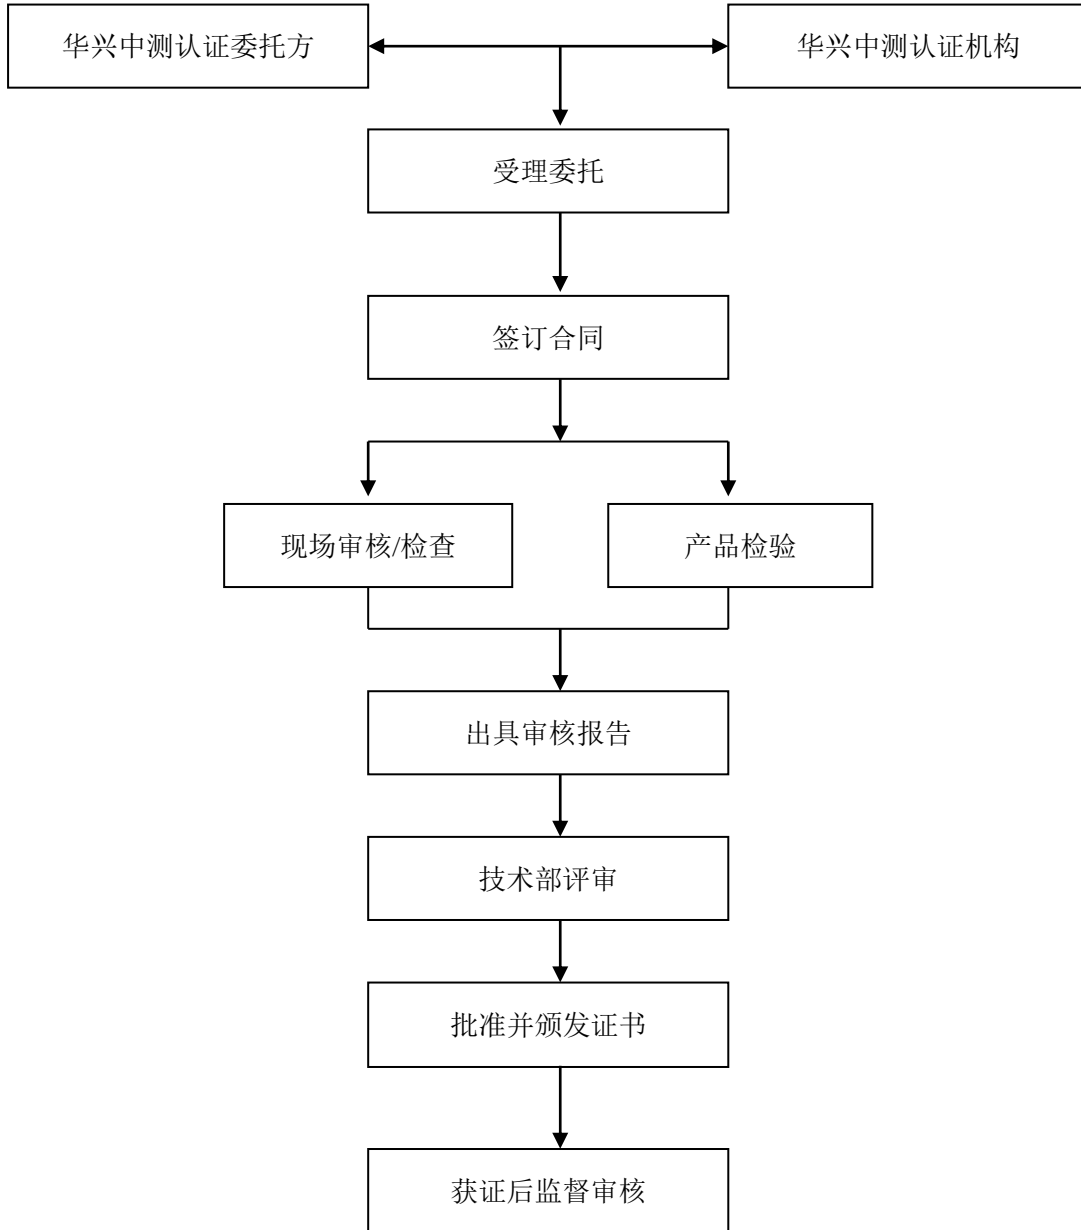 华兴中测认证委托方
华兴中测认证机构
受理委托
签订合同
现场审核/检查
产品检验
出具审核报告
技术部评审
批准并颁发证书
获证后监督审核